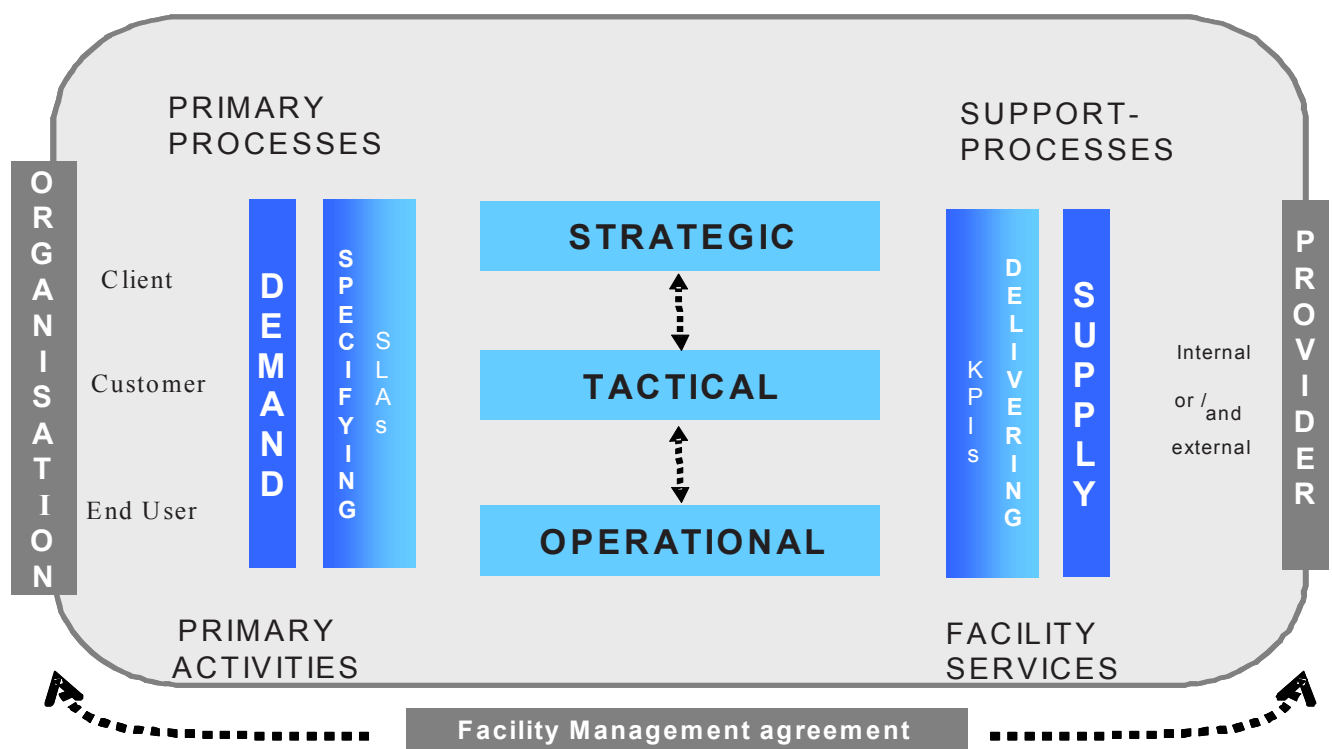 PRIMARY
PROCESSES
SUPPORT-
PROCESSES
ORGANISATION
Client
Customer
End User
DEMAND
SPECIFYING
SLAs
STRATEGIC
TACTICAL
OPERATIONAL
KPIs
DELIVERING
SUPPLY
Internal
or / and
external
PROVIDER
PRIMARY
ACTIVITIES
FACILITY
SERVICES
Facility Management agreement